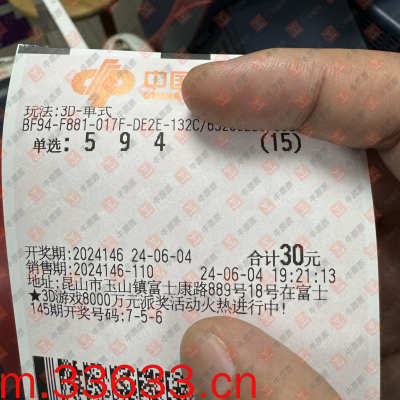 中国
玩法:3D-单式
BF94-F881-017F-DE2E-132C/
单选: 5 9 4 (15)
开奖期:2024146 24-06-04 合计30元
销售期:2024146-110 24-06-04 19:21:13
地址:昆山市玉山镇富士康路889号18号在富士
★3D游戏8000万元派奖活动火热进行中!
145期开奖号码:7-5-6
m.33633.cn